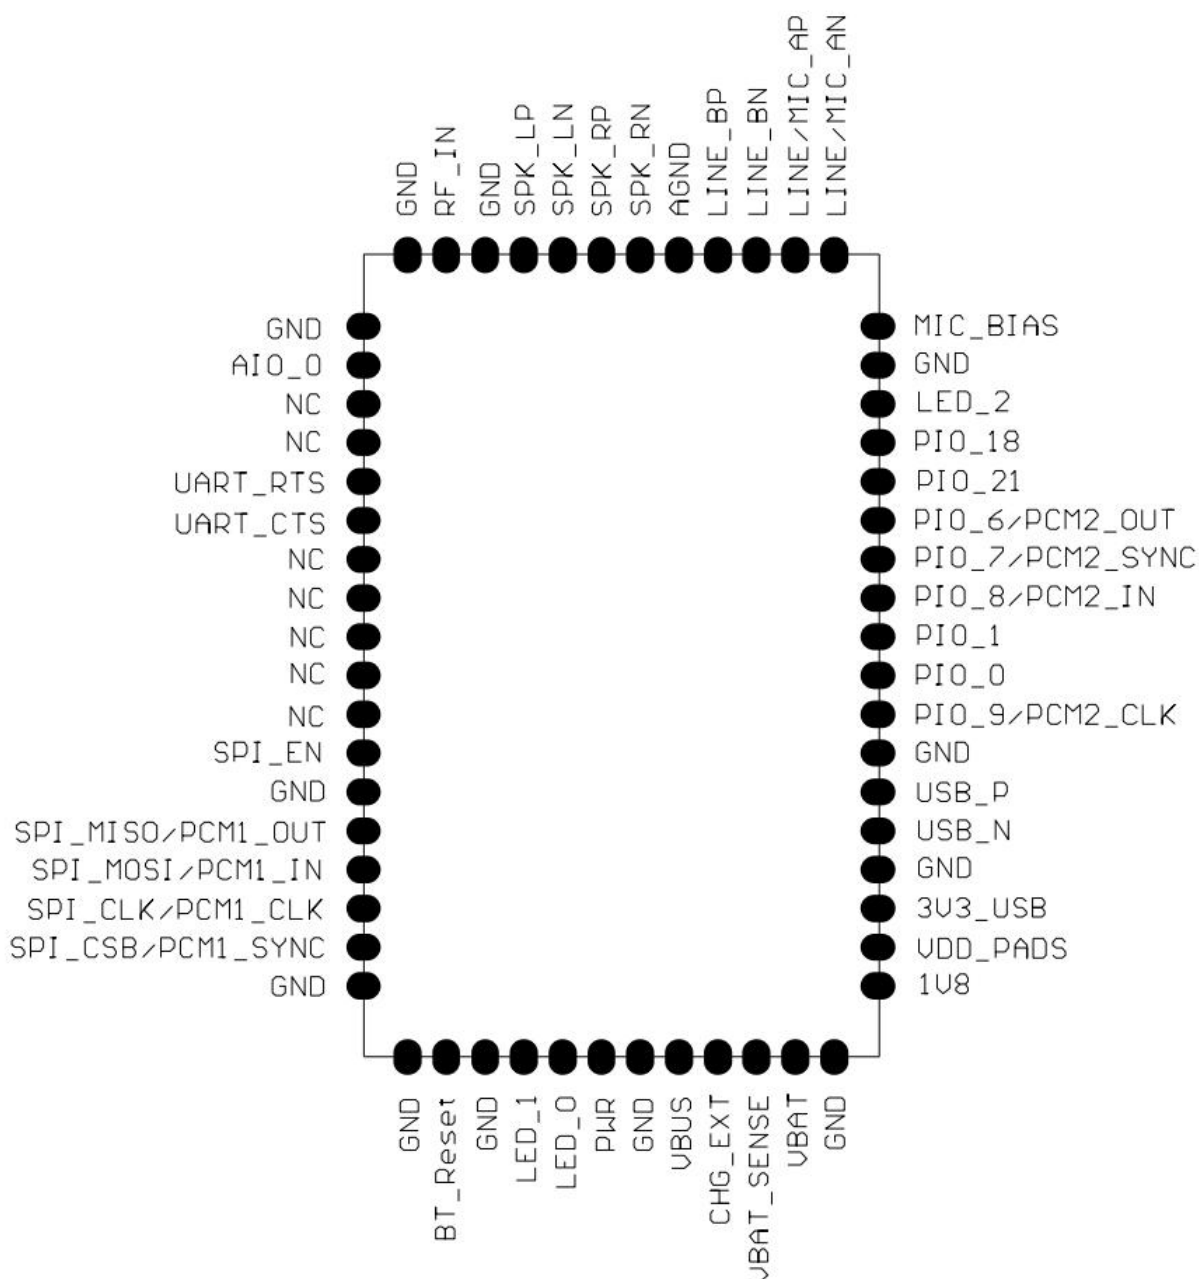 GND
RF_IN
GND
SPK_LP
SPK_LN
SPK_RP
SPK_RN
AGND
LINE_BP
LINE_BN
LINE/MIC_AP
LINE/MIC_AN
GND
AIO_0
NC
NC
UART_RTS
UART_CTS
NC
NC
NC
NC
NC
SPI_EN
GND
SPI_MISO/PCM1_OUT
SPI_MOSI/PCM1_IN
SPI_CLK/PCM1_CLK
SPI_CSB/PCM1_SYNC
GND
MIC_BIAS
GND
LED_2
PIO_18
PIO_21
PIO_6/PCM2_OUT
PIO_7/PCM2_SYNC
PIO_8/PCM2_IN
PIO_1
PIO_0
PIO_9/PCM2_CLK
GND
USB_P
USB_N
GND
3V3_USB
VDD_PADS
1V8
GND
BT_Reset
GND
LED_1
LED_0
PWR
GND
VBUS
CHG_EXT
VBAT_SENSE
VBAT
GND